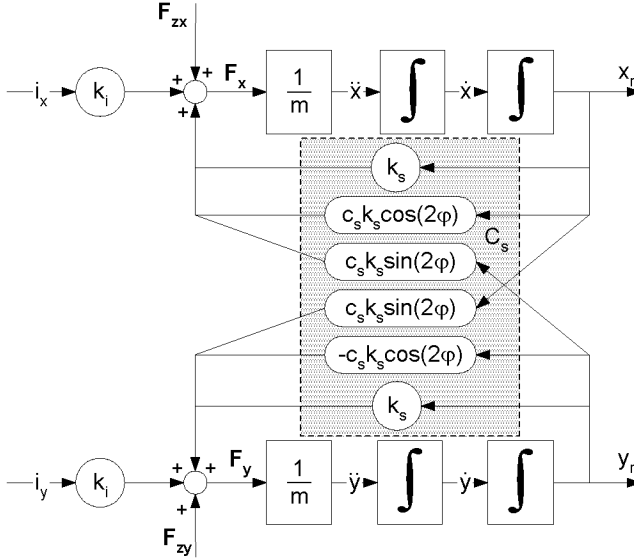 F_zx
+ +
i_x k_i F_x 1/m ẍ ∫ ẋ ∫ x_r
+
k_s
c_s k_s cos(2φ)
C_s
c_s k_s sin(2φ)
c_s k_s sin(2φ)
-c_s k_s cos(2φ)
k_s
+ +
i_y k_i F_y 1/m ÿ ∫ ẏ ∫ y_r
+
F_zy